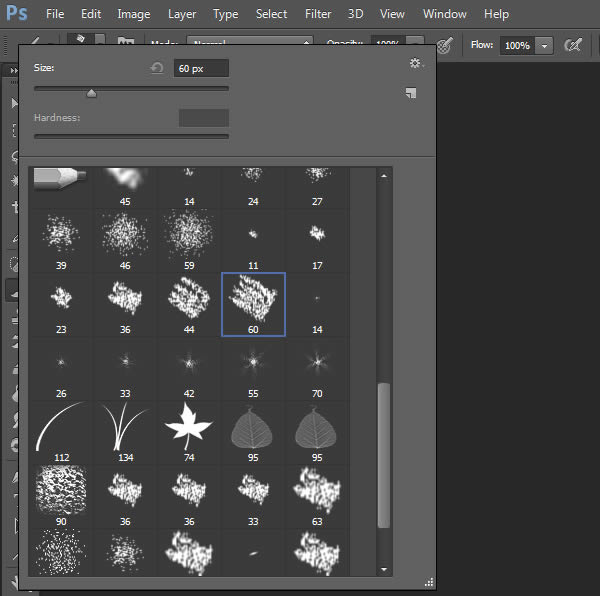 Ps File Edit Image Layer Type Select Filter 3D View Window Help
Mode: Normal Opacity: 100% Flow: 100%
Size: 60 px
Hardness:
45 14 24 27
39 46 59 11 17
23 36 44 60 14
26 33 42 55 70
112 134 74 95 95
90 36 36 33 63